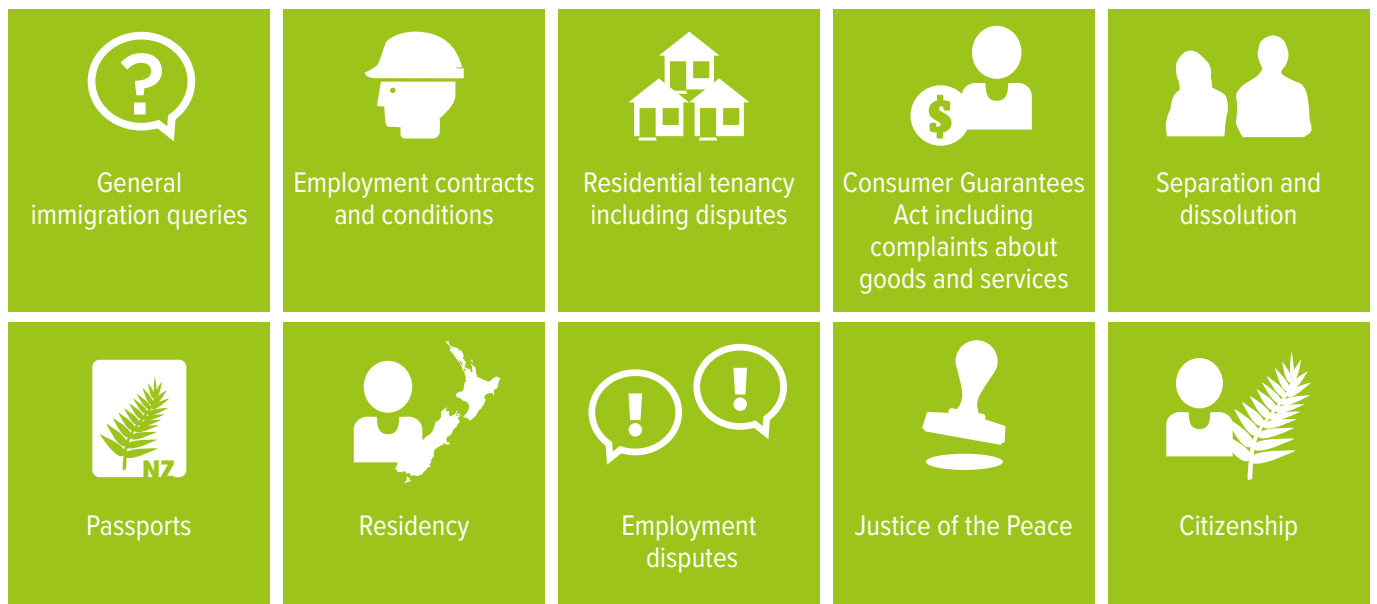 ?
General
immigration queries
Employment contracts
and conditions
Residential tenancy
including disputes
$
Consumer Guarantees
Act including
complaints about
goods and services
Separation and
dissolution
NZ
Passports
Residency
!
!
Employment
disputes
Justice of the Peace
Citizenship